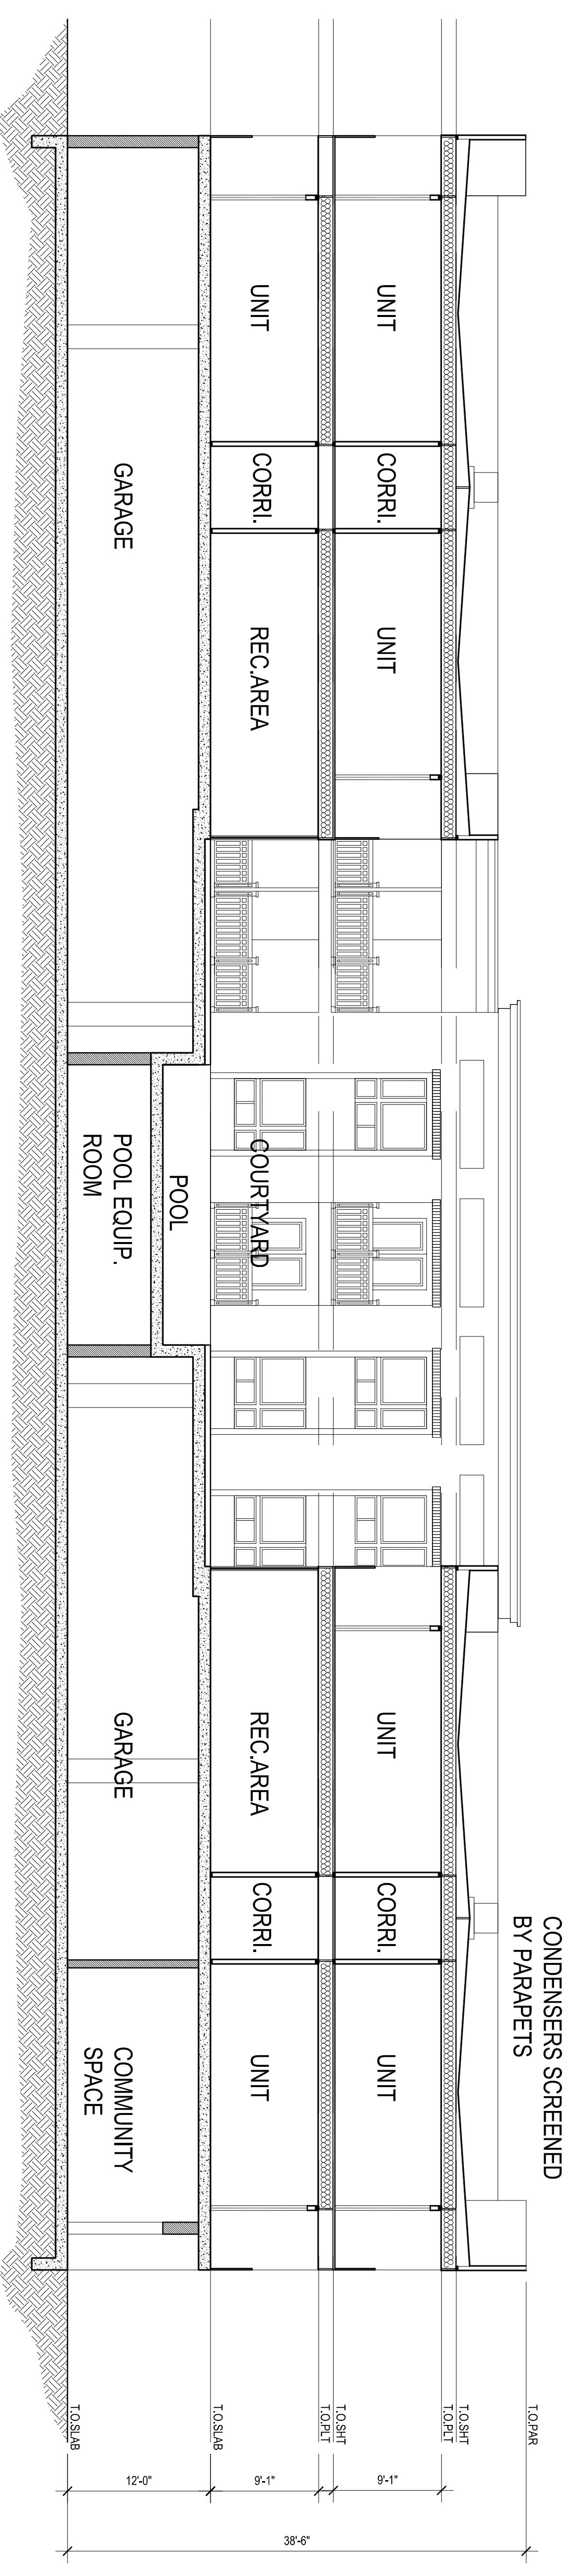 CONDENSERS SCREENED
BY PARAPETS
UNIT
CORRI.
UNIT
UNIT
CORRI.
UNIT
UNIT
CORRI.
REC.AREA
COURTYARD
REC.AREA
CORRI.
UNIT
GARAGE
POOL
POOL EQUIP.
ROOM
GARAGE
COMMUNITY
SPACE
T.O.PAR
T.O.SHT
T.O.PLT
T.O.SHT
T.O.PLT
T.O.SLAB
T.O.SLAB
9'-1"
9'-1"
12'-0"
38'-6"